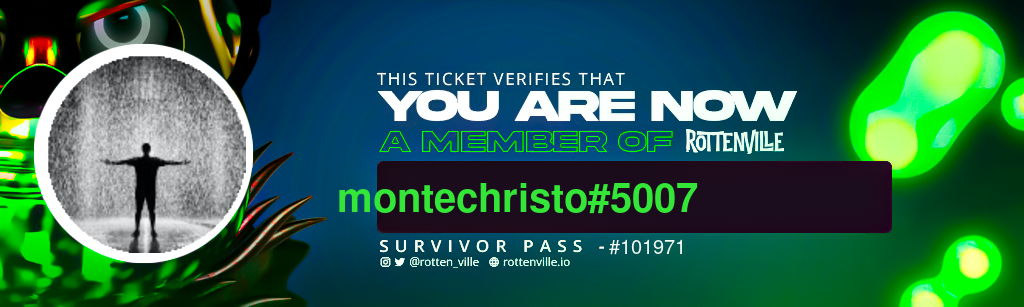 THIS TICKET VERIFIES THAT
YOU ARE NOW
A MEMBER OF ROTTENVILLE
montechristo#5007
SURVIVOR PASS - #101971
@rotten_ville rottenville.io